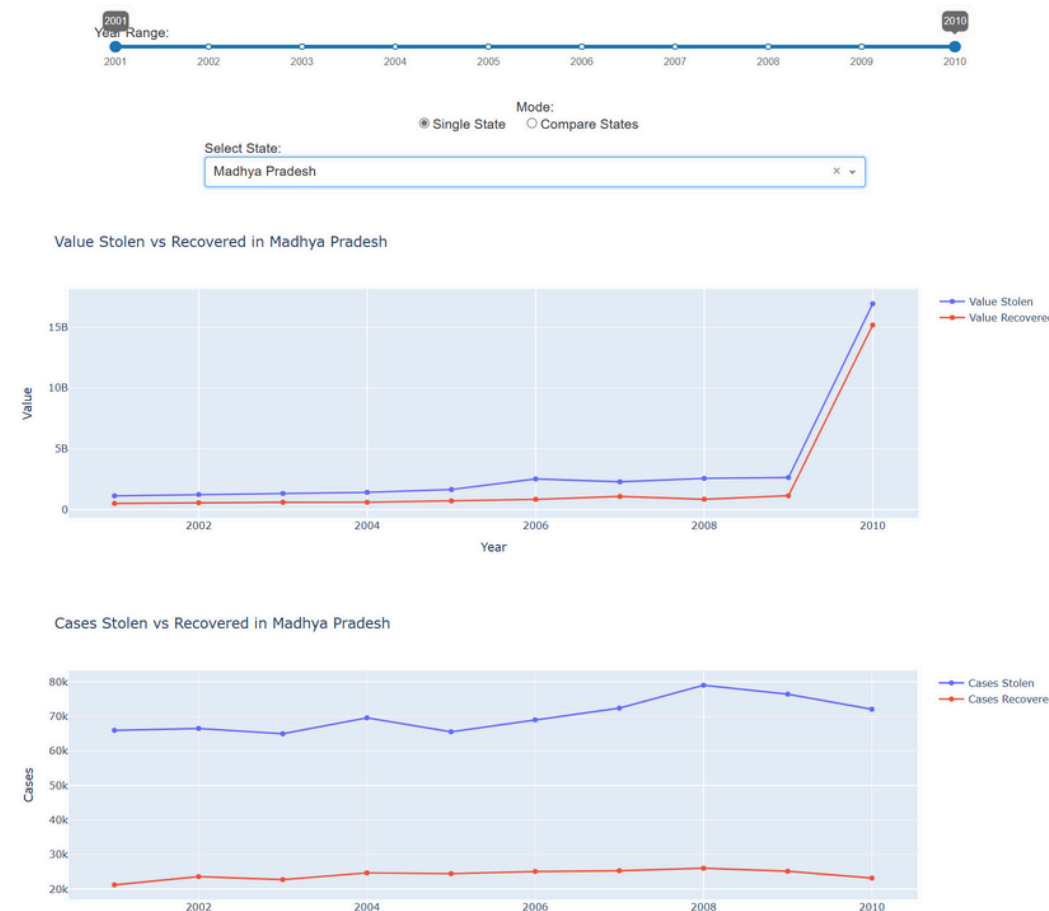 2001 2010
Year Range:
2001 2002 2003 2004 2005 2006 2007 2008 2009 2010
Mode:
Single State Compare States
Select State:
Madhya Pradesh × 
Value Stolen vs Recovered in Madhya Pradesh
Value Stolen
Value Recovered
15B
10B
5B
0
Value
2002 2004 2006 2008 2010
Year
Cases Stolen vs Recovered in Madhya Pradesh
Cases Stolen
Cases Recovere
80k
70k
60k
50k
40k
30k
20k
Cases
2002 2004 2006 2008 2010